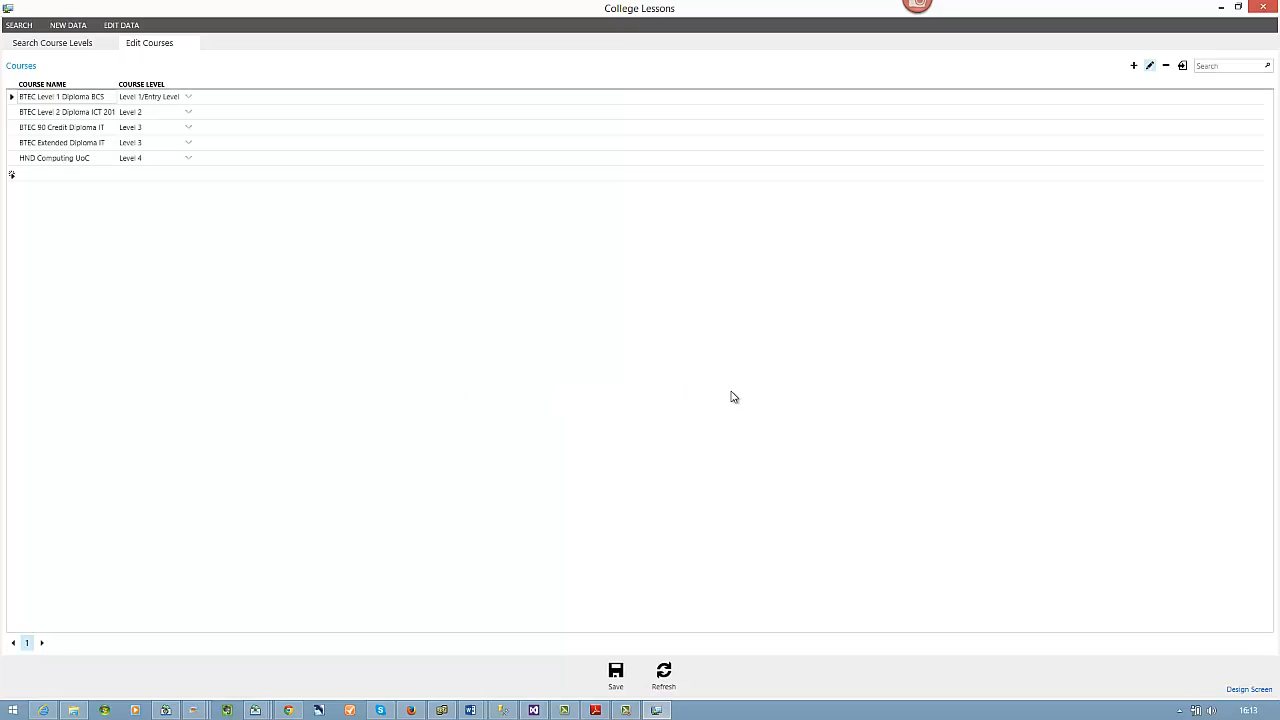 College Lessons
SEARCH NEW DATA EDIT DATA
Search Course Levels Edit Courses
Courses
Search
COURSE NAME COURSE LEVEL
BTEC Level 1 Diploma BCS Level 1/Entry Level
BTEC Level 2 Diploma ICT 201 Level 2
BTEC 90 Credit Diploma IT Level 3
BTEC Extended Diploma IT Level 3
HND Computing UoC Level 4
1
Save Refresh
Design Screen
16:13